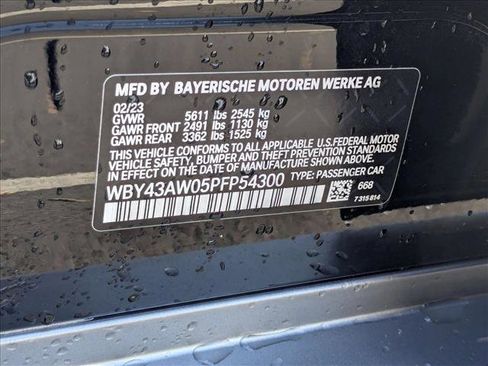 MFD BY BAYERISCHE MOTOREN WERKE AG
02/23
GVWR 5611 lbs 2545 kg
GAWR FRONT 2491 lbs 1130 kg
GAWR REAR 3362 lbs 1525 kg
THIS VEHICLE CONFORMS TO ALL APPLICABLE U.S.FEDERAL MOTOR
VEHICLE SAFETY, BUMPER, AND THEFT PREVENTION STANDARDS
IN EFFECT ON THE DATE OF MANUFACTURE SHOWN ABOVE.
WBY43AW05PFP54300 TYPE: PASSENGER CAR
668
7315814